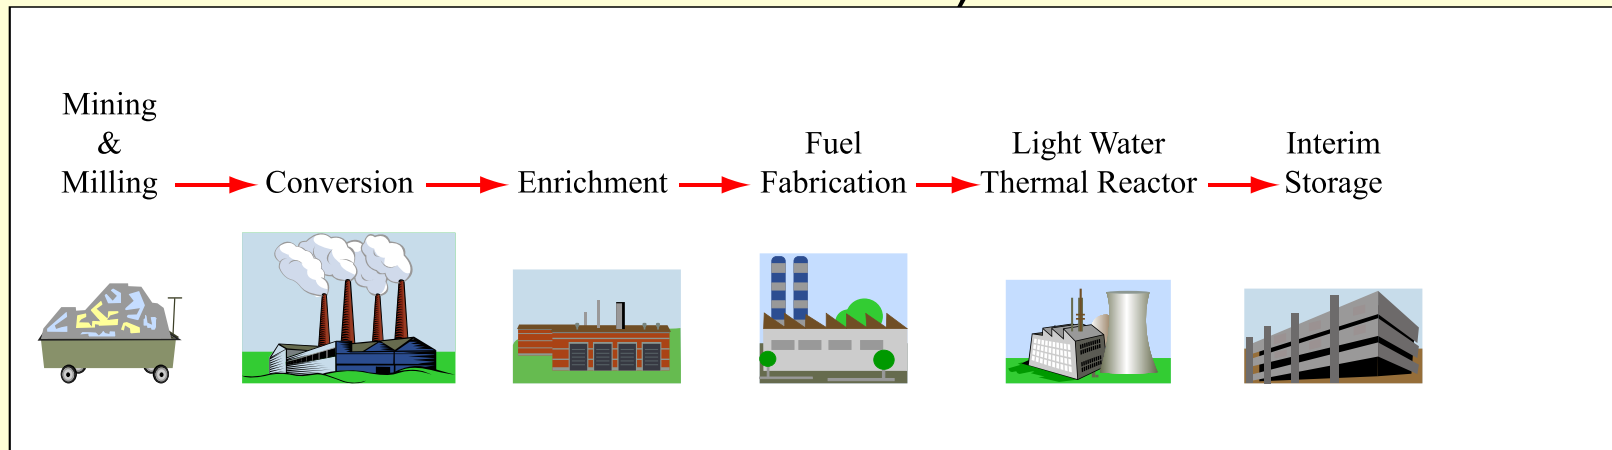 Mining
&
Milling
Conversion
Enrichment
Fuel
Fabrication
Light Water
Thermal Reactor
Interim
Storage